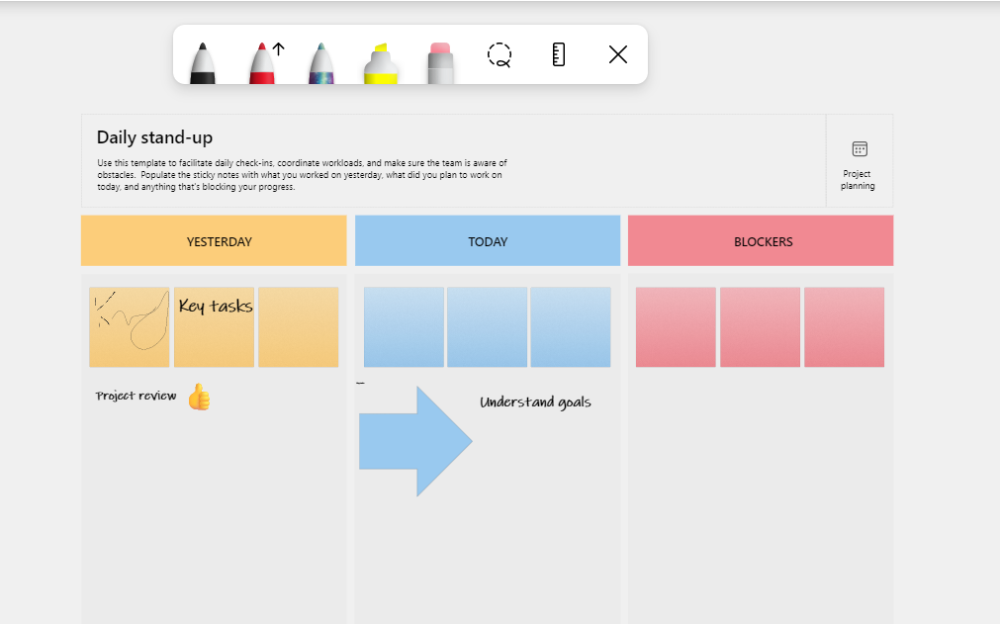 Daily stand-up
Use this template to facilitate daily check-ins, coordinate workloads, and make sure the team is aware of
obstacles.  Populate the sticky notes with what you worked on yesterday, what did you plan to work on
today, and anything that's blocking your progress.
Project
planning
YESTERDAY
TODAY
BLOCKERS
Key tasks
Project review 👍
Understand goals